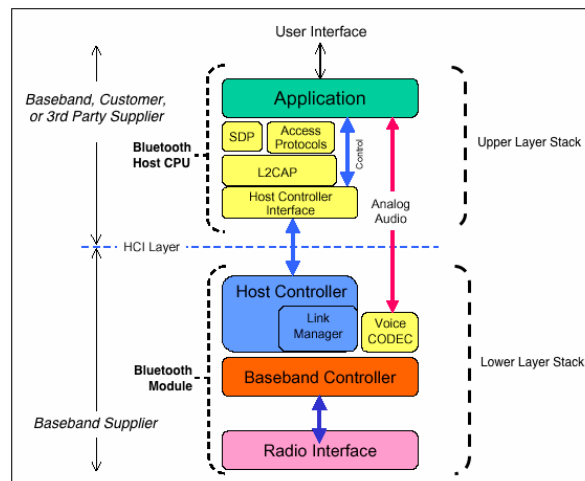 User Interface
Baseband, Customer,
or 3rd Party Supplier
Bluetooth
Host CPU
Application
SDP
Access
Protocols
Control
L2CAP
Host Controller
Interface
Analog
Audio
Upper Layer Stack
HCI Layer
Host Controller
Link
Manager
Voice
CODEC
Bluetooth
Module
Baseband Controller
Lower Layer Stack
Baseband Supplier
Radio Interface